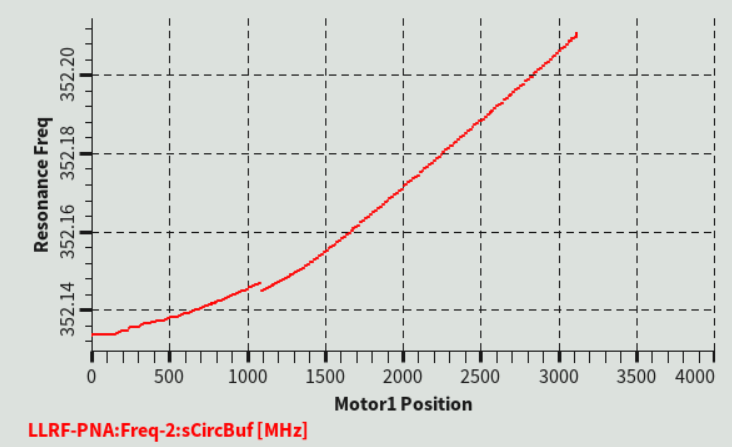 Resonance Freq
352.20
352.18
352.16
352.14
0 500 1000 1500 2000 2500 3000 3500 4000
Motor1 Position
LLRF-PNA:Freq-2:sCircBuf [MHz]